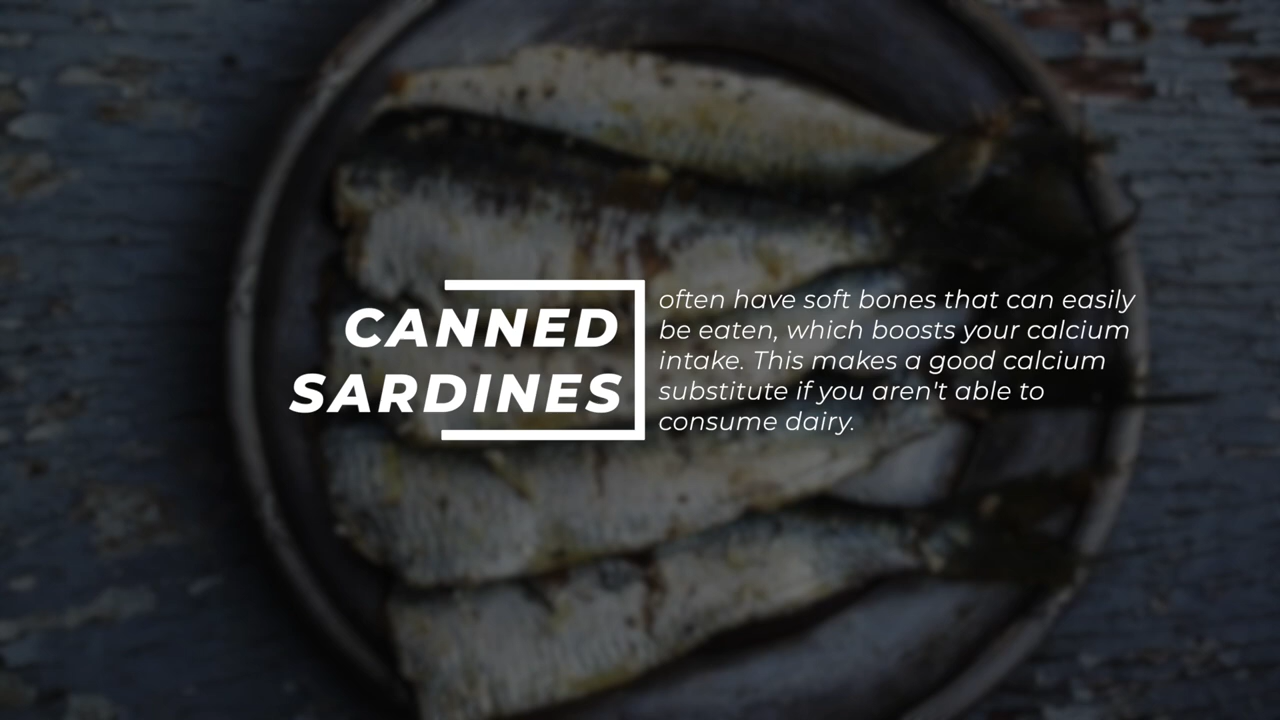 CANNED
SARDINES
often have soft bones that can easily
be eaten, which boosts your calcium
intake. This makes a good calcium
substitute if you aren't able to
consume dairy.